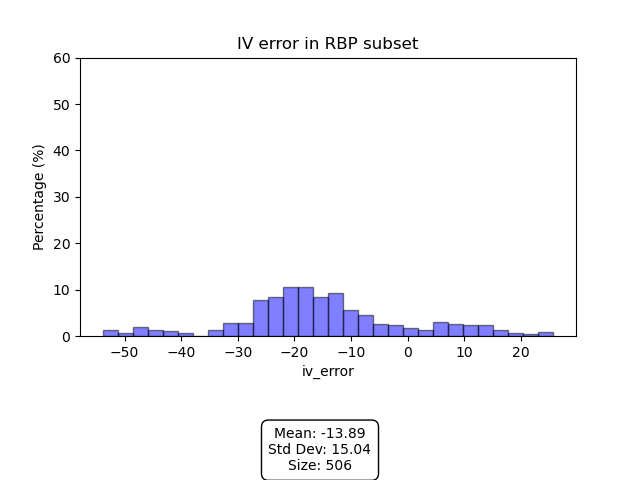 IV error in RBP subset
60
50
40
30
20
10
0
Percentage (%)
−50 −40 −30 −20 −10 0 10 20
iv_error
Mean: -13.89
Std Dev: 15.04
Size: 506